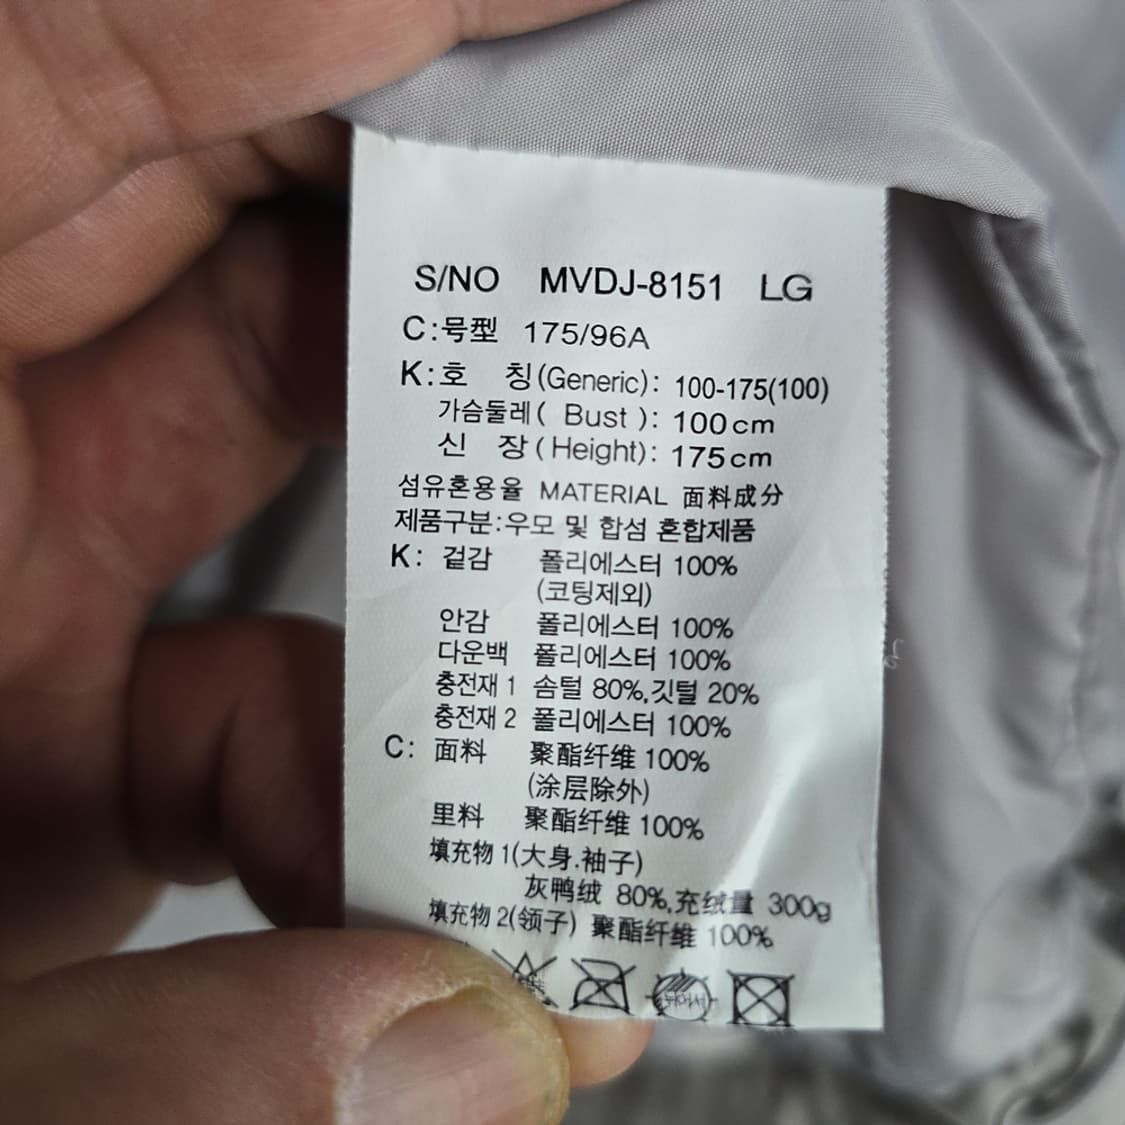 S/NO MVDJ-8151 LG
C:号型 175/96A
K:호 칭(Generic): 100-175(100)
가슴둘레( Bust ): 100cm
신 장(Height): 175cm
섬유혼용율 MATERIAL 面料成分
제품구분:우모 및 합섬 혼합제품
K: 겉감 폴리에스터 100%
(코팅제외)
안감 폴리에스터 100%
다운백 폴리에스터 100%
충전재 1 솜털 80%,깃털 20%
충전재 2 폴리에스터 100%
C: 面料 聚酯纤维 100%
(涂层除外)
里料 聚酯纤维 100%
填充物 1(大身.袖子)
灰鸭绒 80%,充绒量 300g
填充物 2(领子) 聚酯纤维 100%